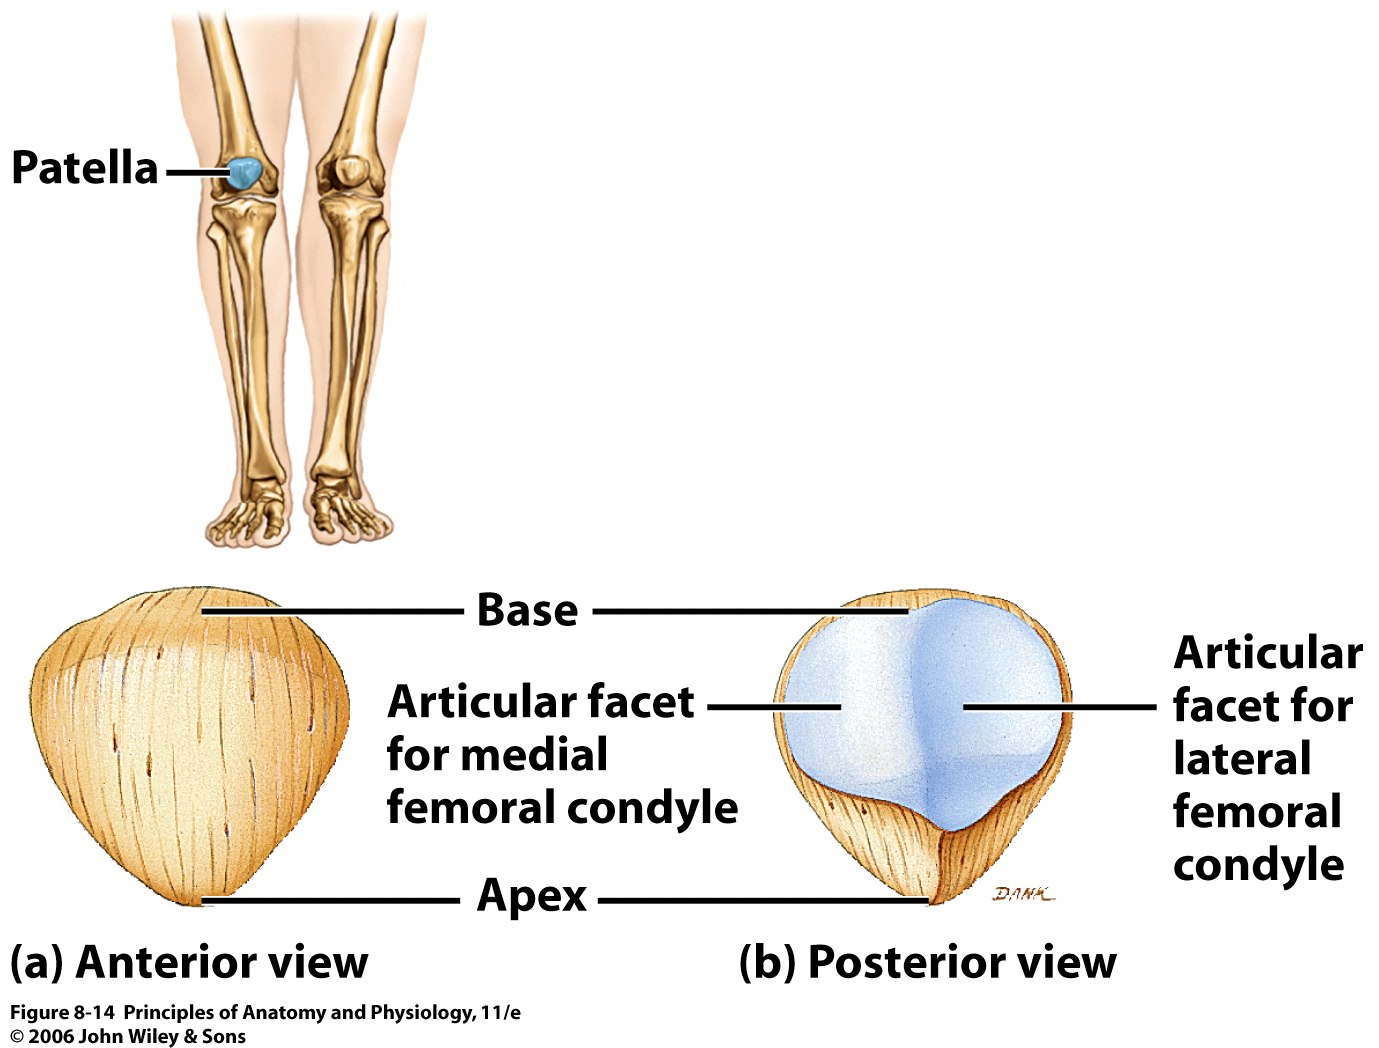 Patella
Base
Articular facet
for medial
femoral condyle
Articular
facet for
lateral
femoral
condyle
Apex
DANK
(a) Anterior view
(b) Posterior view
Figure 8-14 Principles of Anatomy and Physiology, 11/e
© 2006 John Wiley & Sons